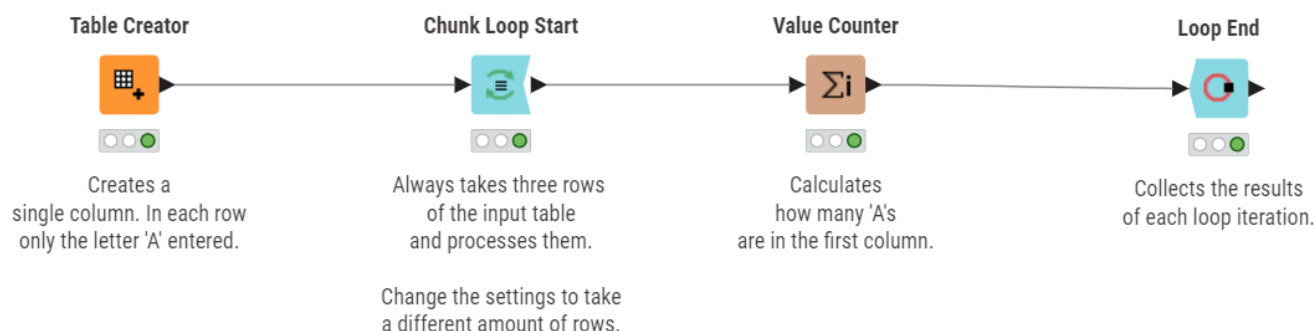 Table Creator
Chunk Loop Start
Value Counter
Loop End
Σi
Creates a
single column. In each row
only the letter 'A' entered.
Always takes three rows
of the input table
and processes them.
Change the settings to take
a different amount of rows.
Calculates
how many 'A's
are in the first column.
Collects the results
of each loop iteration.